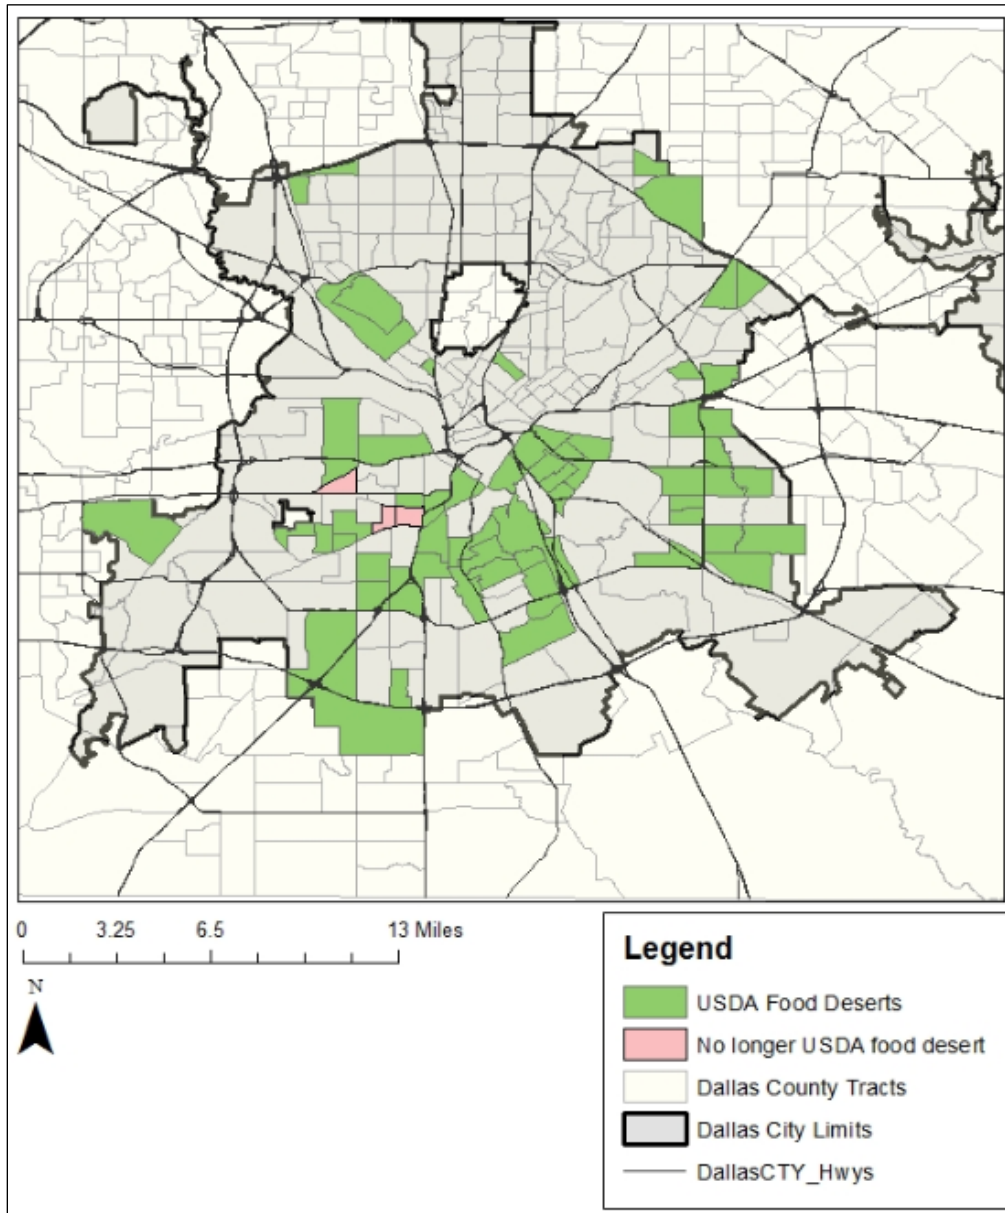 0 3.25 6.5 13 Miles
N
Legend
USDA Food Deserts
No longer USDA food desert
Dallas County Tracts
Dallas City Limits
DallasCTY_Hwys